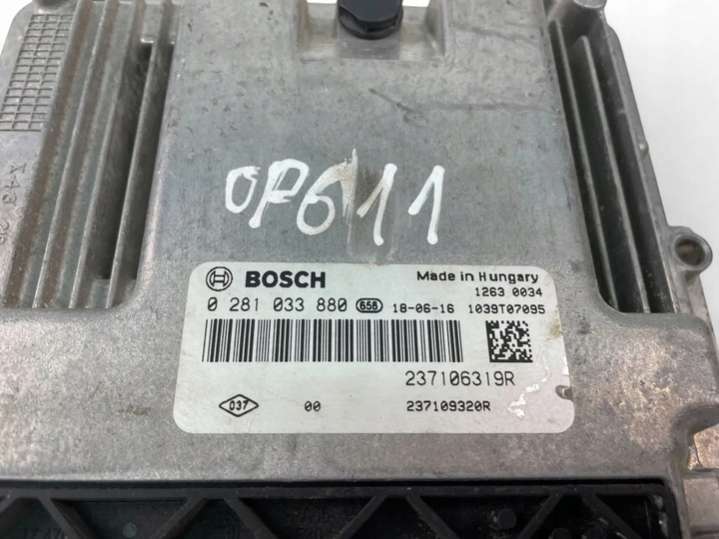 OP611
BOSCH Made in Hungary
1263 0034
0 281 033 880 656 18-06-16 1039T07095
237106319R
037 00 237109320R